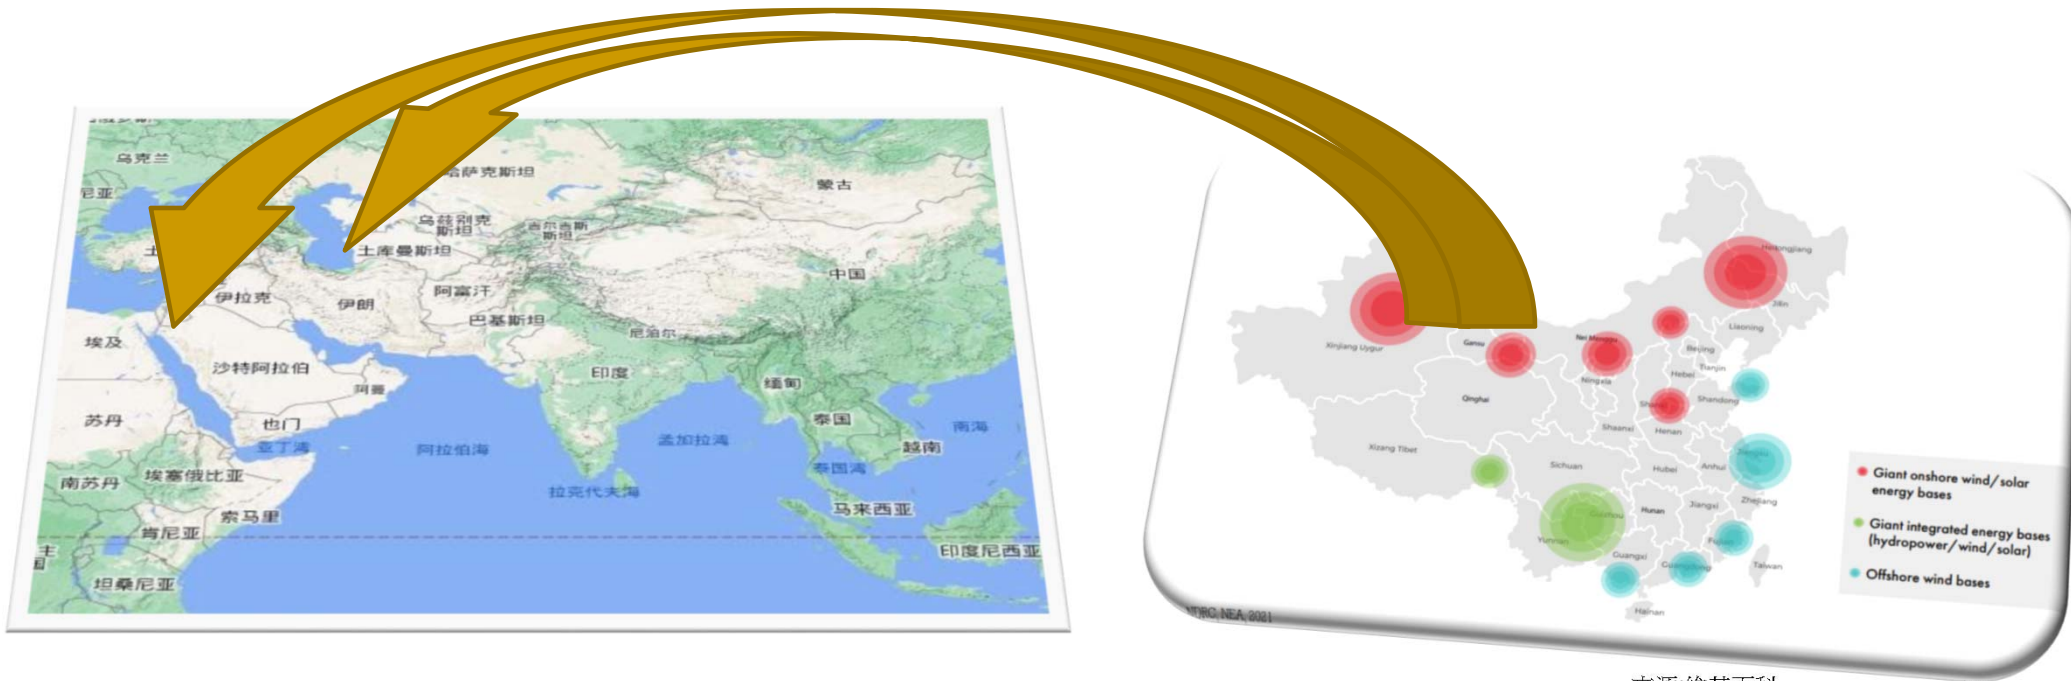 乌克兰
尼亚
哈萨克斯坦
蒙古
乌兹别克
斯坦
吉尔吉斯
斯坦
土
土库曼斯坦
中国
伊拉克
伊朗
阿富汗
巴基斯坦
尼泊尔
埃及
沙特阿拉伯
阿曼
印度
缅甸
苏丹
也门
亚丁湾
阿拉伯海
孟加拉湾
泰国
南海
越南
泰国湾
南苏丹
埃塞俄比亚
拉克代夫海
索马里
马来西亚
肯尼亚
主
国
印度尼西亚
坦桑尼亚
Heilongjiang
Jilin
Liaoning
Xinjiang Uygur
Gansu
Nei Monggu
Beijing
Tianjin
Hebei
Ningxia
Qinghai
Shandong
Shaanxi
Henan
Xizang Tibet
Sichuan
Hubei
Anhui
Jiangsu
Zhejiang
Guizhou
Hunan
Jiangxi
Yunnan
Fujian
Guangxi
Guangdong
Taiwan
Hainan
Giant onshore wind/solar
energy bases
Giant integrated energy bases
(hydropower/wind/solar)
Offshore wind bases
NDRC, NEA, 2021